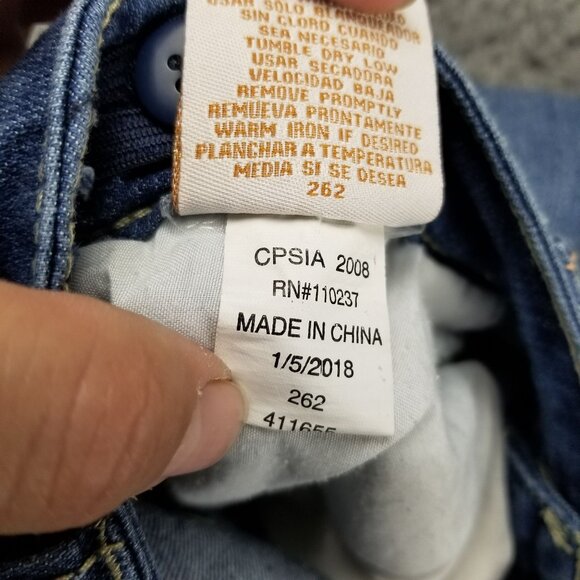 USAR SOLO BLANQUEADOR
SIN CLORO CUANDO
SEA NECESARIO
TUMBLE DRY LOW
USAR SECADORA
VELOCIDAD BAJA
REMOVE PROMPTLY
REMUEVA PRONTAMENTE
WARM IRON IF DESIRED
PLANCHAR A TEMPERATURA
MEDIA SI SE DESEA
262
CPSIA 2008
RN#110237
MADE IN CHINA
1/5/2018
262
411655